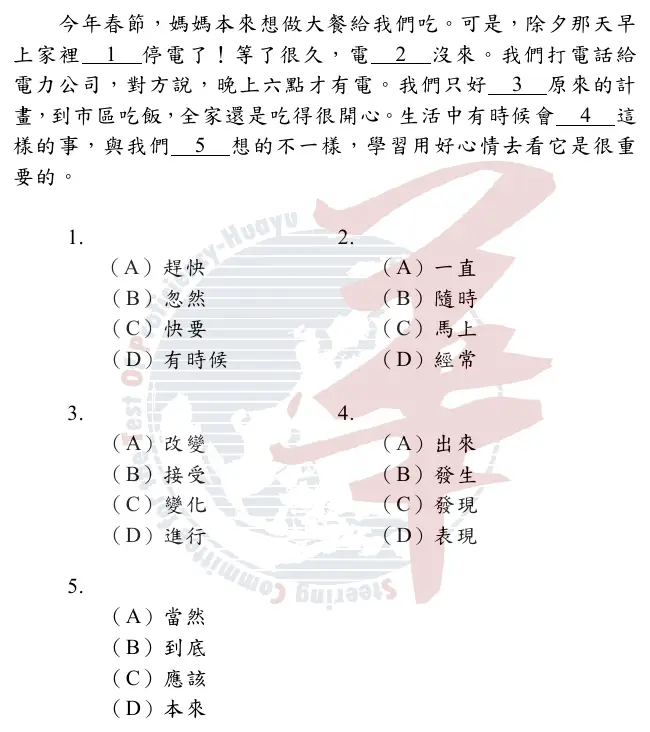 今年春節，媽媽本來想做大餐給我們吃。可是，除夕那天早
上家裡 1 停電了！等了很久，電 2 沒來。我們打電話給
電力公司，對方說，晚上六點才有電。我們只好 3 原來的計
畫，到市區吃飯，全家還是吃得很開心。生活中有時候會 4 這
樣的事，與我們 5 想的不一樣，學習用好心情去看它是很重
要的。
1.
（A）趕快
（B）忽然
（C）快要
（D）有時候
2.
（A）一直
（B）隨時
（C）馬上
（D）經常
3.
（A）改變
（B）接受
（C）變化
（D）進行
4.
（A）出來
（B）發生
（C）發現
（D）表現
5.
（A）當然
（B）到底
（C）應該
（D）本來